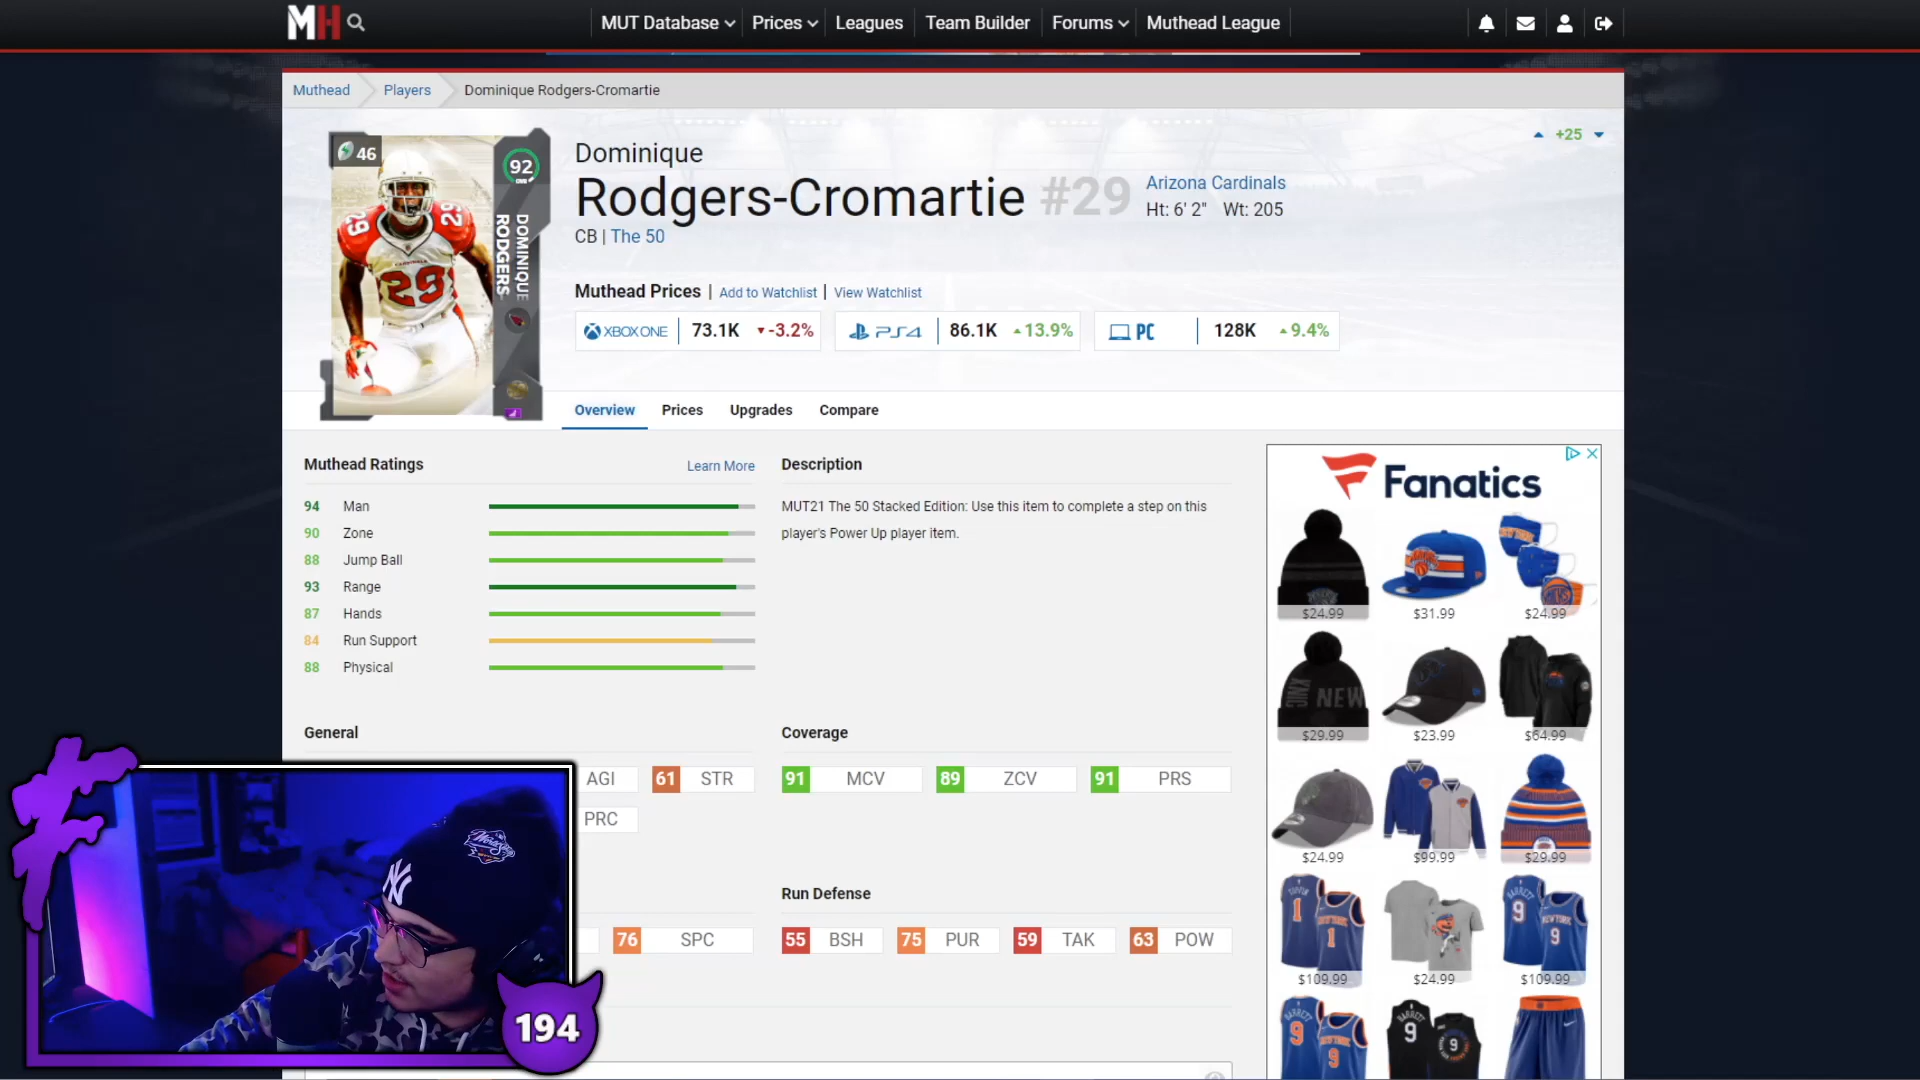 MH
MUT Database
Prices
Leagues
Team Builder
Forums
Muthead League
Muthead
Players
Dominique Rodgers-Cromartie
46
92
OVR
DOMINIQUE
RODGERS-
Dominique
Rodgers-Cromartie #29
Arizona Cardinals
Ht: 6' 2" Wt: 205
CB | The 50
+25
Muthead Prices | Add to Watchlist | View Watchlist
XBOX ONE 73.1K -3.2%
PS4 86.1K 13.9%
PC 128K 9.4%
Overview
Prices
Upgrades
Compare
Muthead Ratings
Learn More
94 Man
90 Zone
88 Jump Ball
93 Range
87 Hands
84 Run Support
88 Physical
Description
MUT21 The 50 Stacked Edition: Use this item to complete a step on this
player's Power Up player item.
General
AGI
61 STR
PRC
76 SPC
Coverage
91 MCV
89 ZCV
91 PRS
Run Defense
55 BSH
75 PUR
59 TAK
63 POW
194
Fanatics
$24.99 $31.99 $24.99
$29.99 $23.99 $64.99
$24.99 $99.99 $29.99
$109.99 $24.99 $109.99